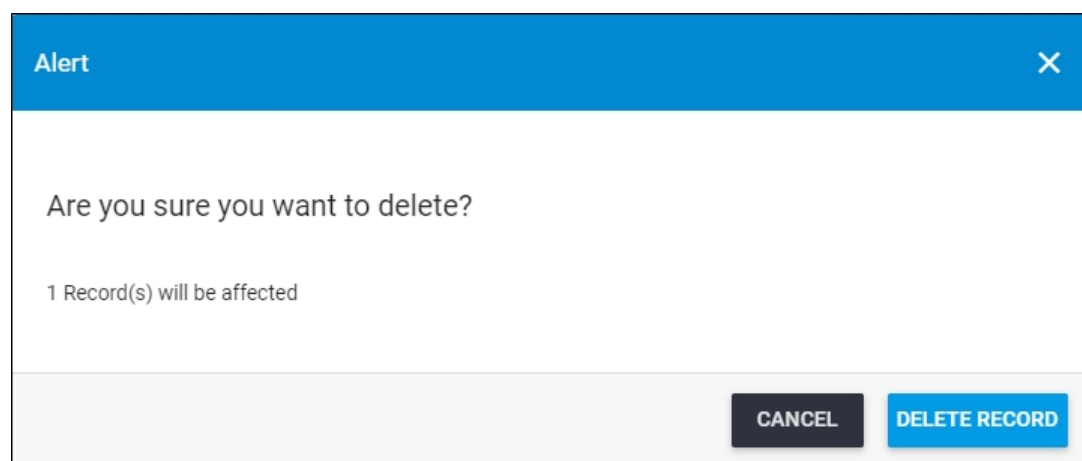 Alert
Are you sure you want to delete?
1 Record(s) will be affected
CANCEL DELETE RECORD